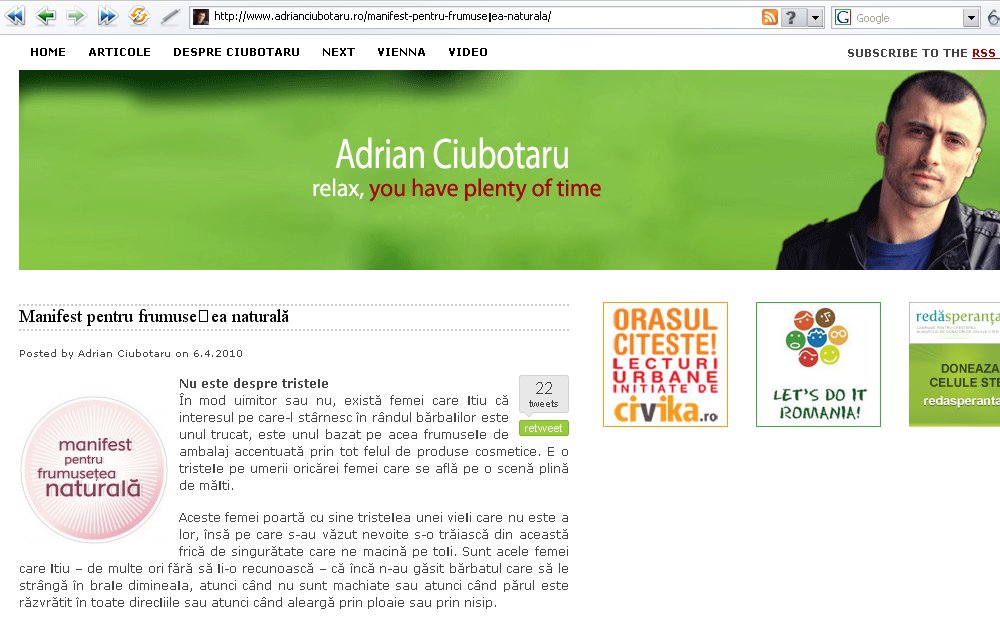 http://www.adrianciubotaru.ro/manifest-pentru-frumusețea-naturala/
Google
HOME ARTICOLE DESPRE CIUBOTARU NEXT VIENNA VIDEO
SUBSCRIBE TO THE RSS
Adrian Ciubotaru
relax, you have plenty of time
Manifest pentru frumuse□ea naturală
Posted by Adrian Ciubotaru on 6.4.2010
22
tweets
retweet
manifest
pentru
frumusețea
naturală
Nu este despre tristele
În mod uimitor sau nu, există femei care ltiu că
interesul pe care-l stârnesc în rândul bărbalilor este
unul trucat, este unul bazat pe acea frumusele de
ambalaj accentuată prin tot felul de produse cosmetice. E o
tristele pe umerii oricărei femei care se află pe o scenă plină
de mălti.
Aceste femei poartă cu sine tristelea unei vieli care nu este a
lor, însă pe care s-au văzut nevoite s-o trăiască din această
frică de singurătate care ne macină pe toli. Sunt acele femei
care ltiu – de multe ori fără să li-o recunoască – că încă n-au găsit bărbatul care să le
strângă în brale dimineala, atunci când nu sunt machiate sau atunci când părul este
răzvrătit în toate direcliile sau atunci când aleargă prin ploaie sau prin nisip.
ORASUL
CITESTE!
LECTURI
URBANE
INITIATE DE
civika.ro
LET'S DO IT
ROMANIA!
redăsperanța
DONEAZA
CELULE STE
redasperanta